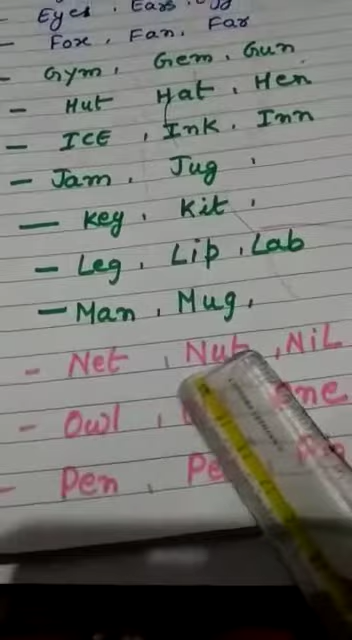 Eyes, Ears,
- Fox, Fan, Far
- Gym, Gem, Gun
- Hut Hat, Hen
- ICE, Ink, Inn
- Jam, Jug,
- Key, Kit,
- Leg, Lip, Lab
- Man, Mug,
- Net, Nut, NiL
- Owl,
- Pen,